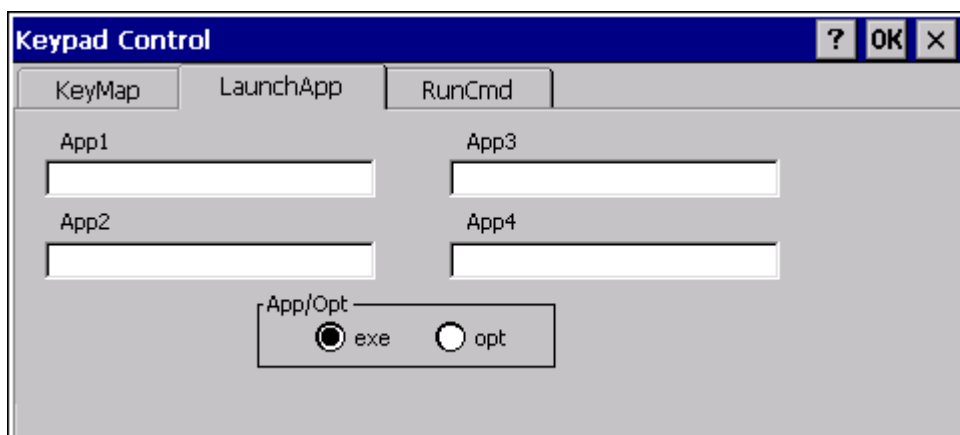 Keypad Control ? OK ×
KeyMap LaunchApp RunCmd
App1 App3
App2 App4
App/Opt
exe opt